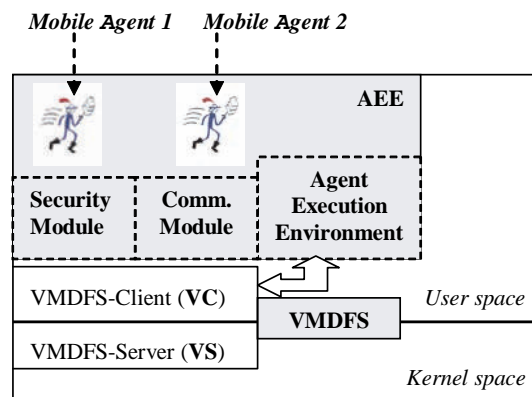 Mobile Agent 1
Mobile Agent 2
AEE
Security
Module
Comm.
Module
Agent
Execution
Environment
VMDFS-Client (VC)
User space
VMDFS
VMDFS-Server (VS)
Kernel space